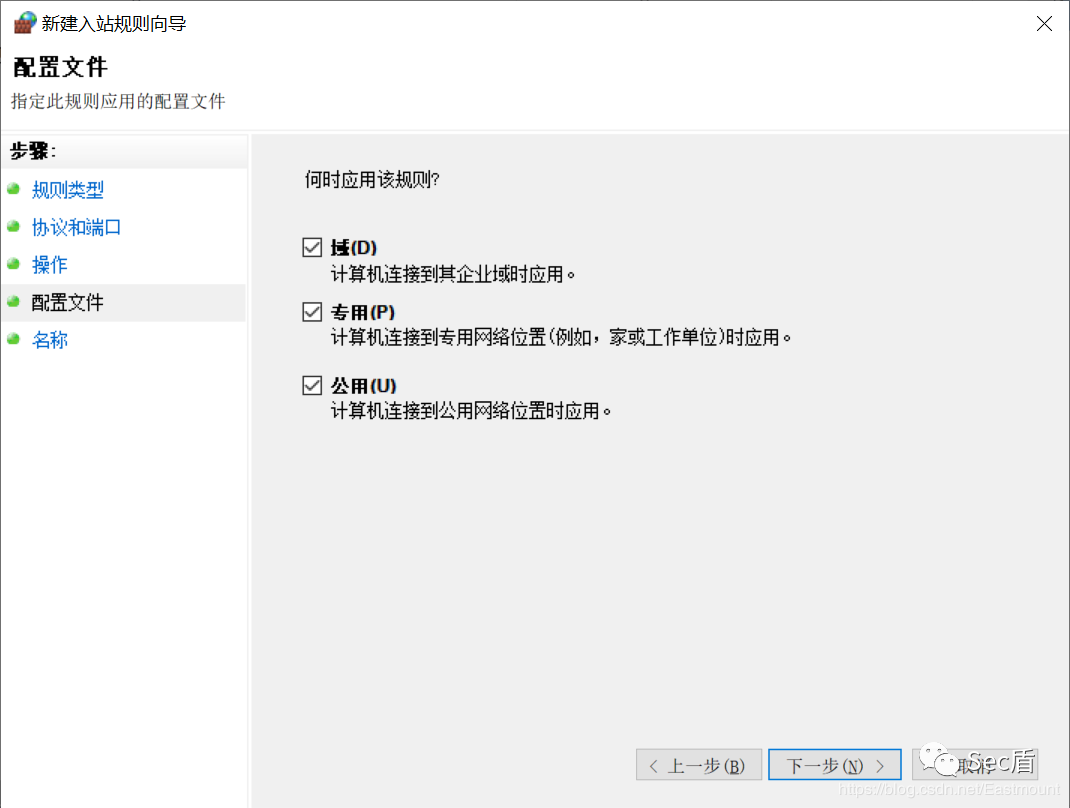 新建入站规则向导
配置文件
指定此规则应用的配置文件
步骤:
规则类型
协议和端口
操作
配置文件
名称
何时应用该规则?
域(D)
计算机连接到其企业域时应用。
专用(P)
计算机连接到专用网络位置(例如，家或工作单位)时应用。
公用(U)
计算机连接到公用网络位置时应用。
< 上一步(B)
下一步(N) >
取消
Sec盾
https://blog.csdn.net/Eastmount